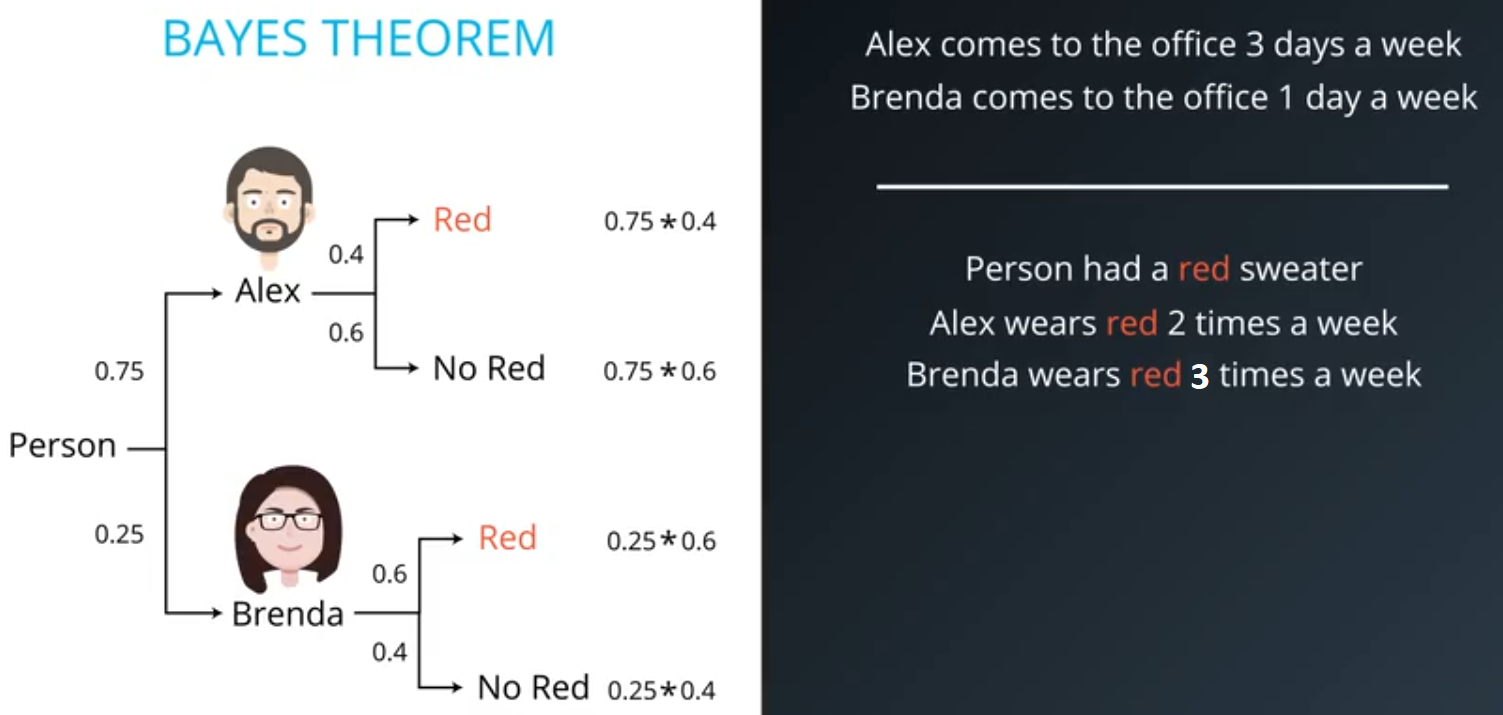 BAYES THEOREM
0.4
Red
0.75*0.4
Alex
0.6
No Red
0.75*0.6
0.75
Person
0.25
Red
0.25*0.6
0.6
Brenda
0.4
No Red
0.25*0.4
Alex comes to the office 3 days a week
Brenda comes to the office 1 day a week
Person had a red sweater
Alex wears red 2 times a week
Brenda wears red 3 times a week